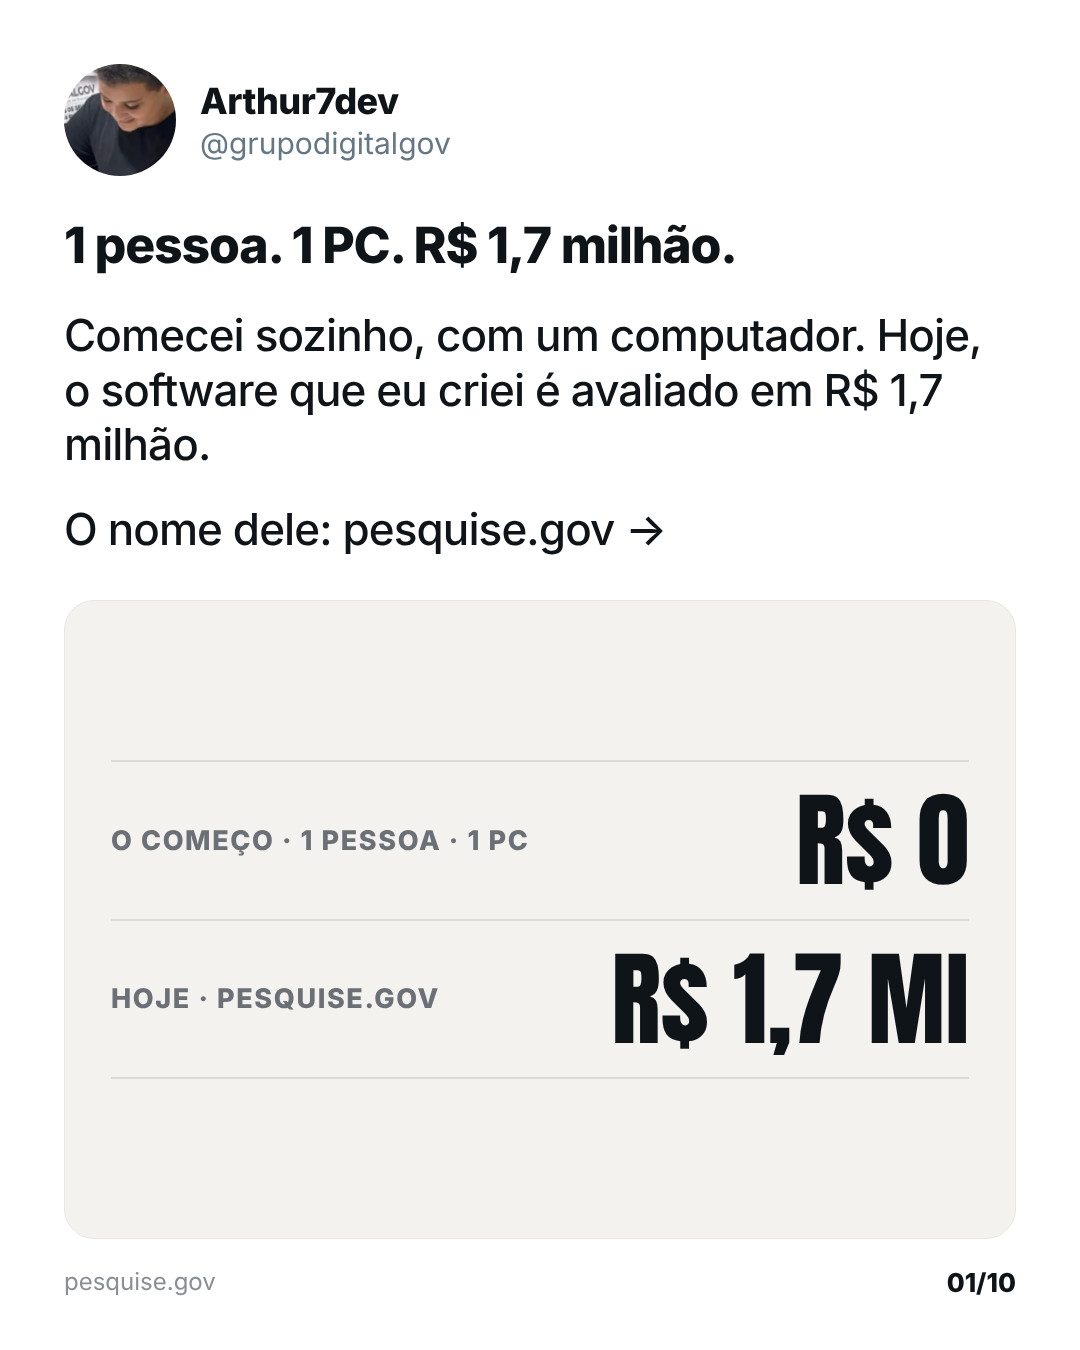 Arthur7dev
@grupodigitalgov
1 pessoa. 1 PC. R$ 1,7 milhão.
Comecei sozinho, com um computador. Hoje,
o software que eu criei é avaliado em R$ 1,7
milhão.
O nome dele: pesquise.gov →
O COMEÇO · 1 PESSOA · 1 PC
R$ 0
HOJE · PESQUISE.GOV
R$ 1,7 MI
pesquise.gov
01/10